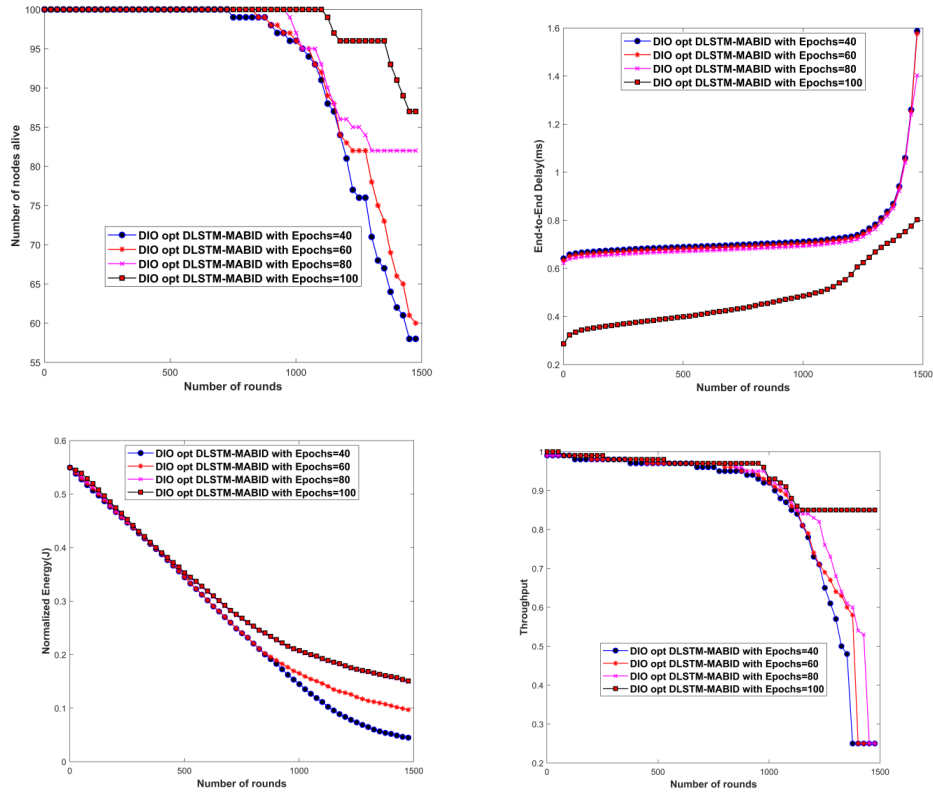 100
95
90
85
80
75
70
65
60
55
Number of nodes alive
DIO opt DLSTM-MABID with Epochs=40
DIO opt DLSTM-MABID with Epochs=60
DIO opt DLSTM-MABID with Epochs=80
DIO opt DLSTM-MABID with Epochs=100
0 500 1000 1500
Number of rounds
1.6
1.4
1.2
1
0.8
0.6
0.4
0.2
End-to-End Delay(ms)
DIO opt DLSTM-MABID with Epochs=40
DIO opt DLSTM-MABID with Epochs=60
DIO opt DLSTM-MABID with Epochs=80
DIO opt DLSTM-MABID with Epochs=100
0 500 1000 1500
Number of rounds
0.6
0.5
0.4
0.3
0.2
0.1
0
Normalized Energy(J)
DIO opt DLSTM-MABID with Epochs=40
DIO opt DLSTM-MABID with Epochs=60
DIO opt DLSTM-MABID with Epochs=80
DIO opt DLSTM-MABID with Epochs=100
0 500 1000 1500
Number of rounds
1
0.9
0.8
0.7
0.6
0.5
0.4
0.3
0.2
Throughput
DIO opt DLSTM-MABID with Epochs=40
DIO opt DLSTM-MABID with Epochs=60
DIO opt DLSTM-MABID with Epochs=80
DIO opt DLSTM-MABID with Epochs=100
0 500 1000 1500
Number of rounds